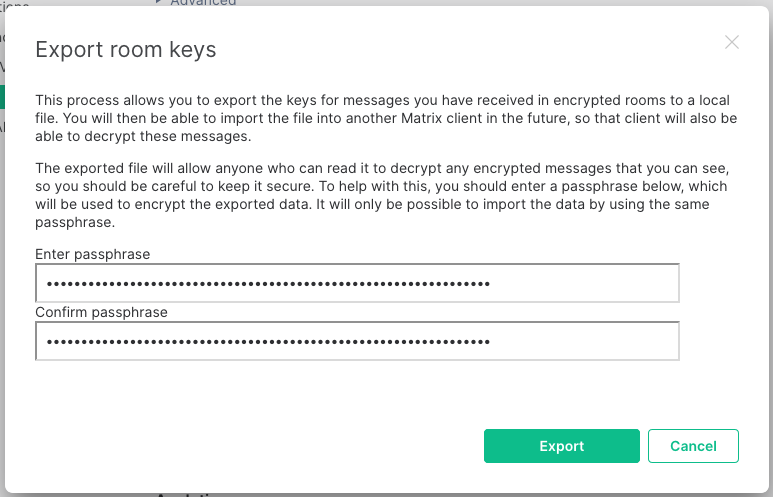 Advanced
Export room keys
This process allows you to export the keys for messages you have received in encrypted rooms to a local
file. You will then be able to import the file into another Matrix client in the future, so that client will also be
able to decrypt these messages.
The exported file will allow anyone who can read it to decrypt any encrypted messages that you can see,
so you should be careful to keep it secure. To help with this, you should enter a passphrase below, which
will be used to encrypt the exported data. It will only be possible to import the data by using the same
passphrase.
Enter passphrase
Confirm passphrase
Export
Cancel